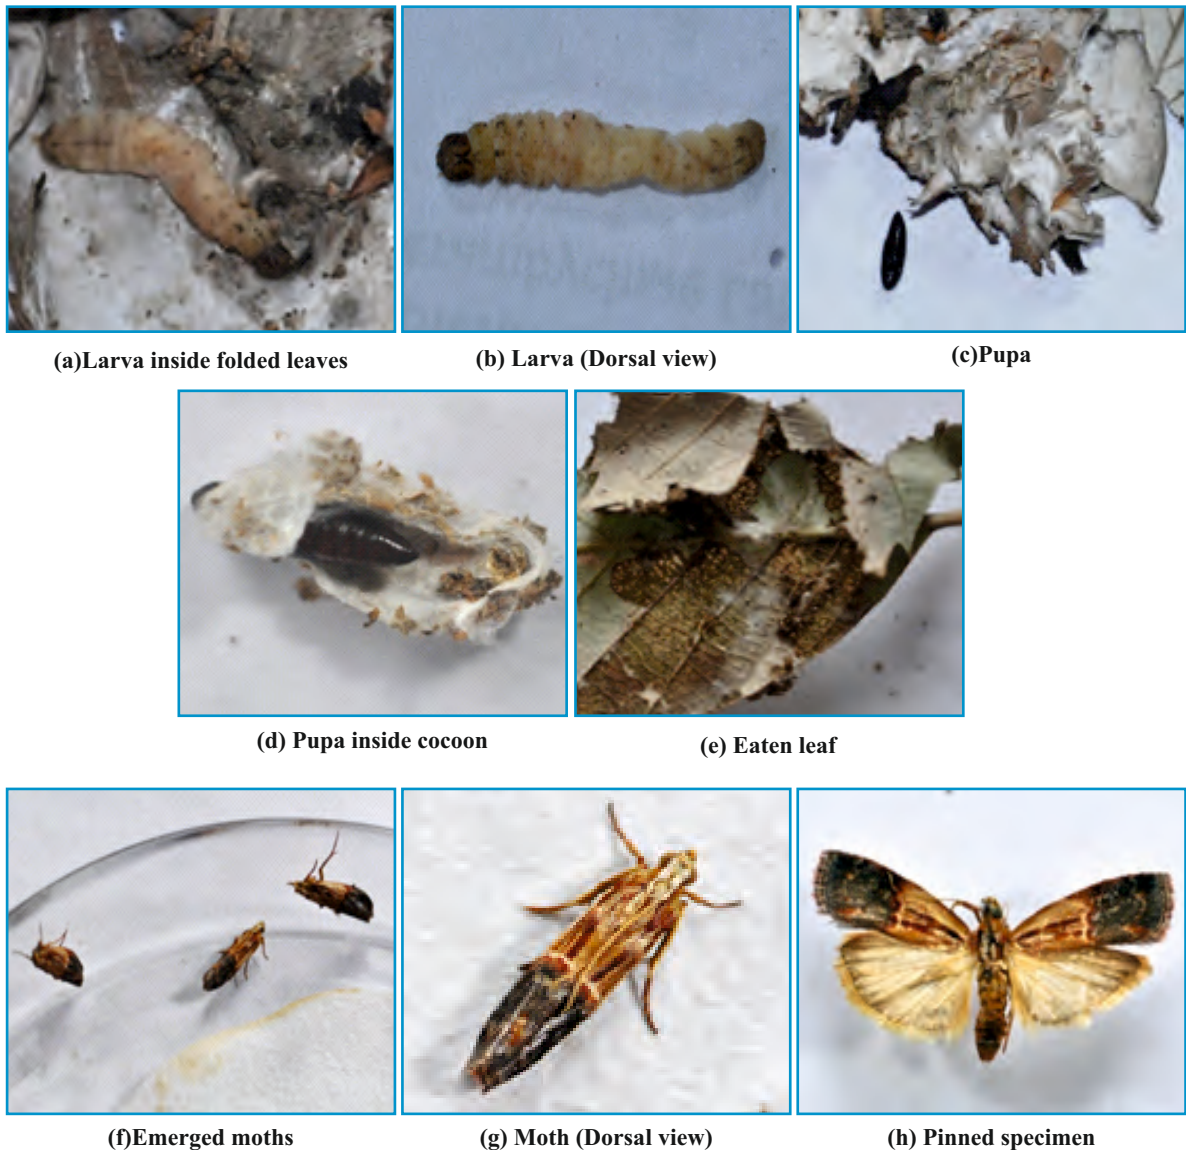 (a)Larva inside folded leaves
(b) Larva (Dorsal view)
(c)Pupa
(d) Pupa inside cocoon
(e) Eaten leaf
(f)Emerged moths
(g) Moth (Dorsal view)
(h) Pinned specimen